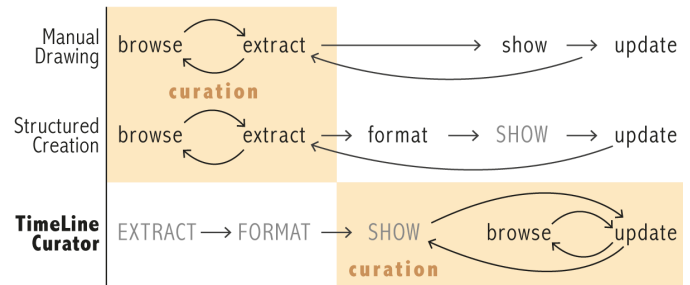 Manual
Drawing
browse extract show update
curation
Structured
Creation
browse extract format SHOW update
TimeLine
Curator
EXTRACT FORMAT SHOW browse update
curation